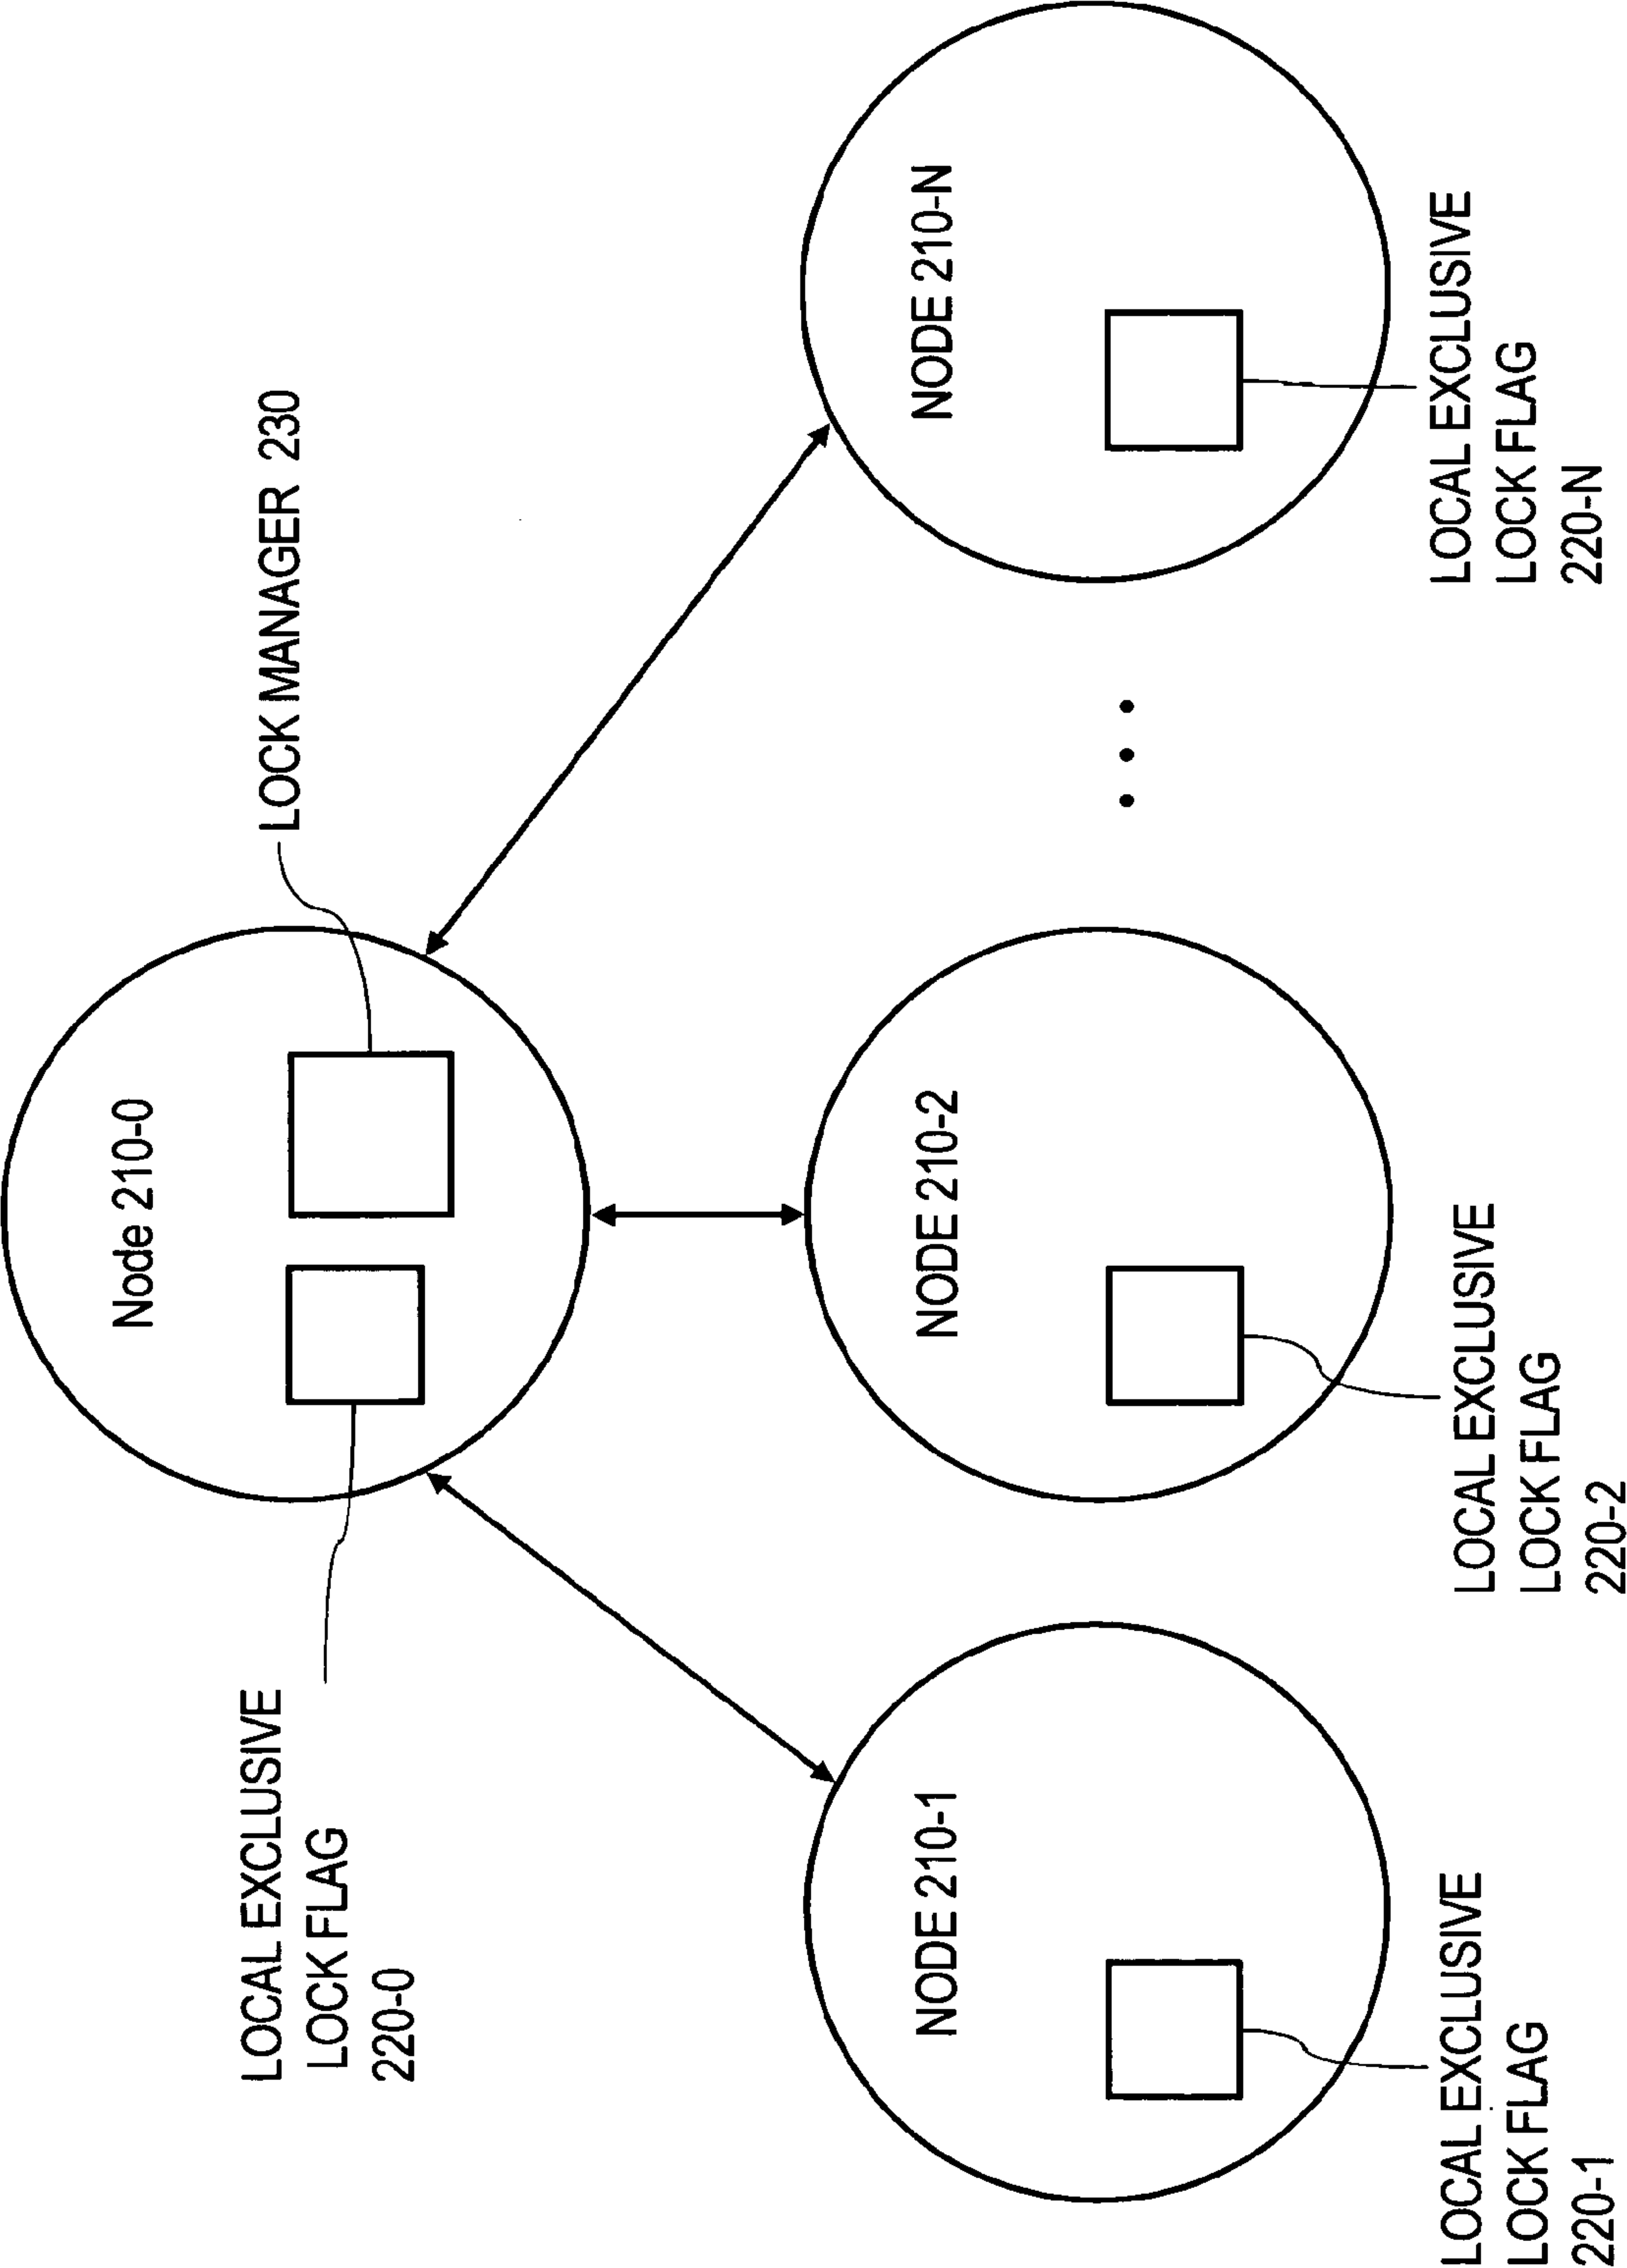 Node 210-0
LOCK MANAGER 230
LOCAL EXCLUSIVE
LOCK FLAG
220-0
NODE 210-1
NODE 210-2
NODE 210-N
LOCAL EXCLUSIVE
LOCK FLAG
220-1
LOCAL EXCLUSIVE
LOCK FLAG
220-2
LOCAL EXCLUSIVE
LOCK FLAG
220-N